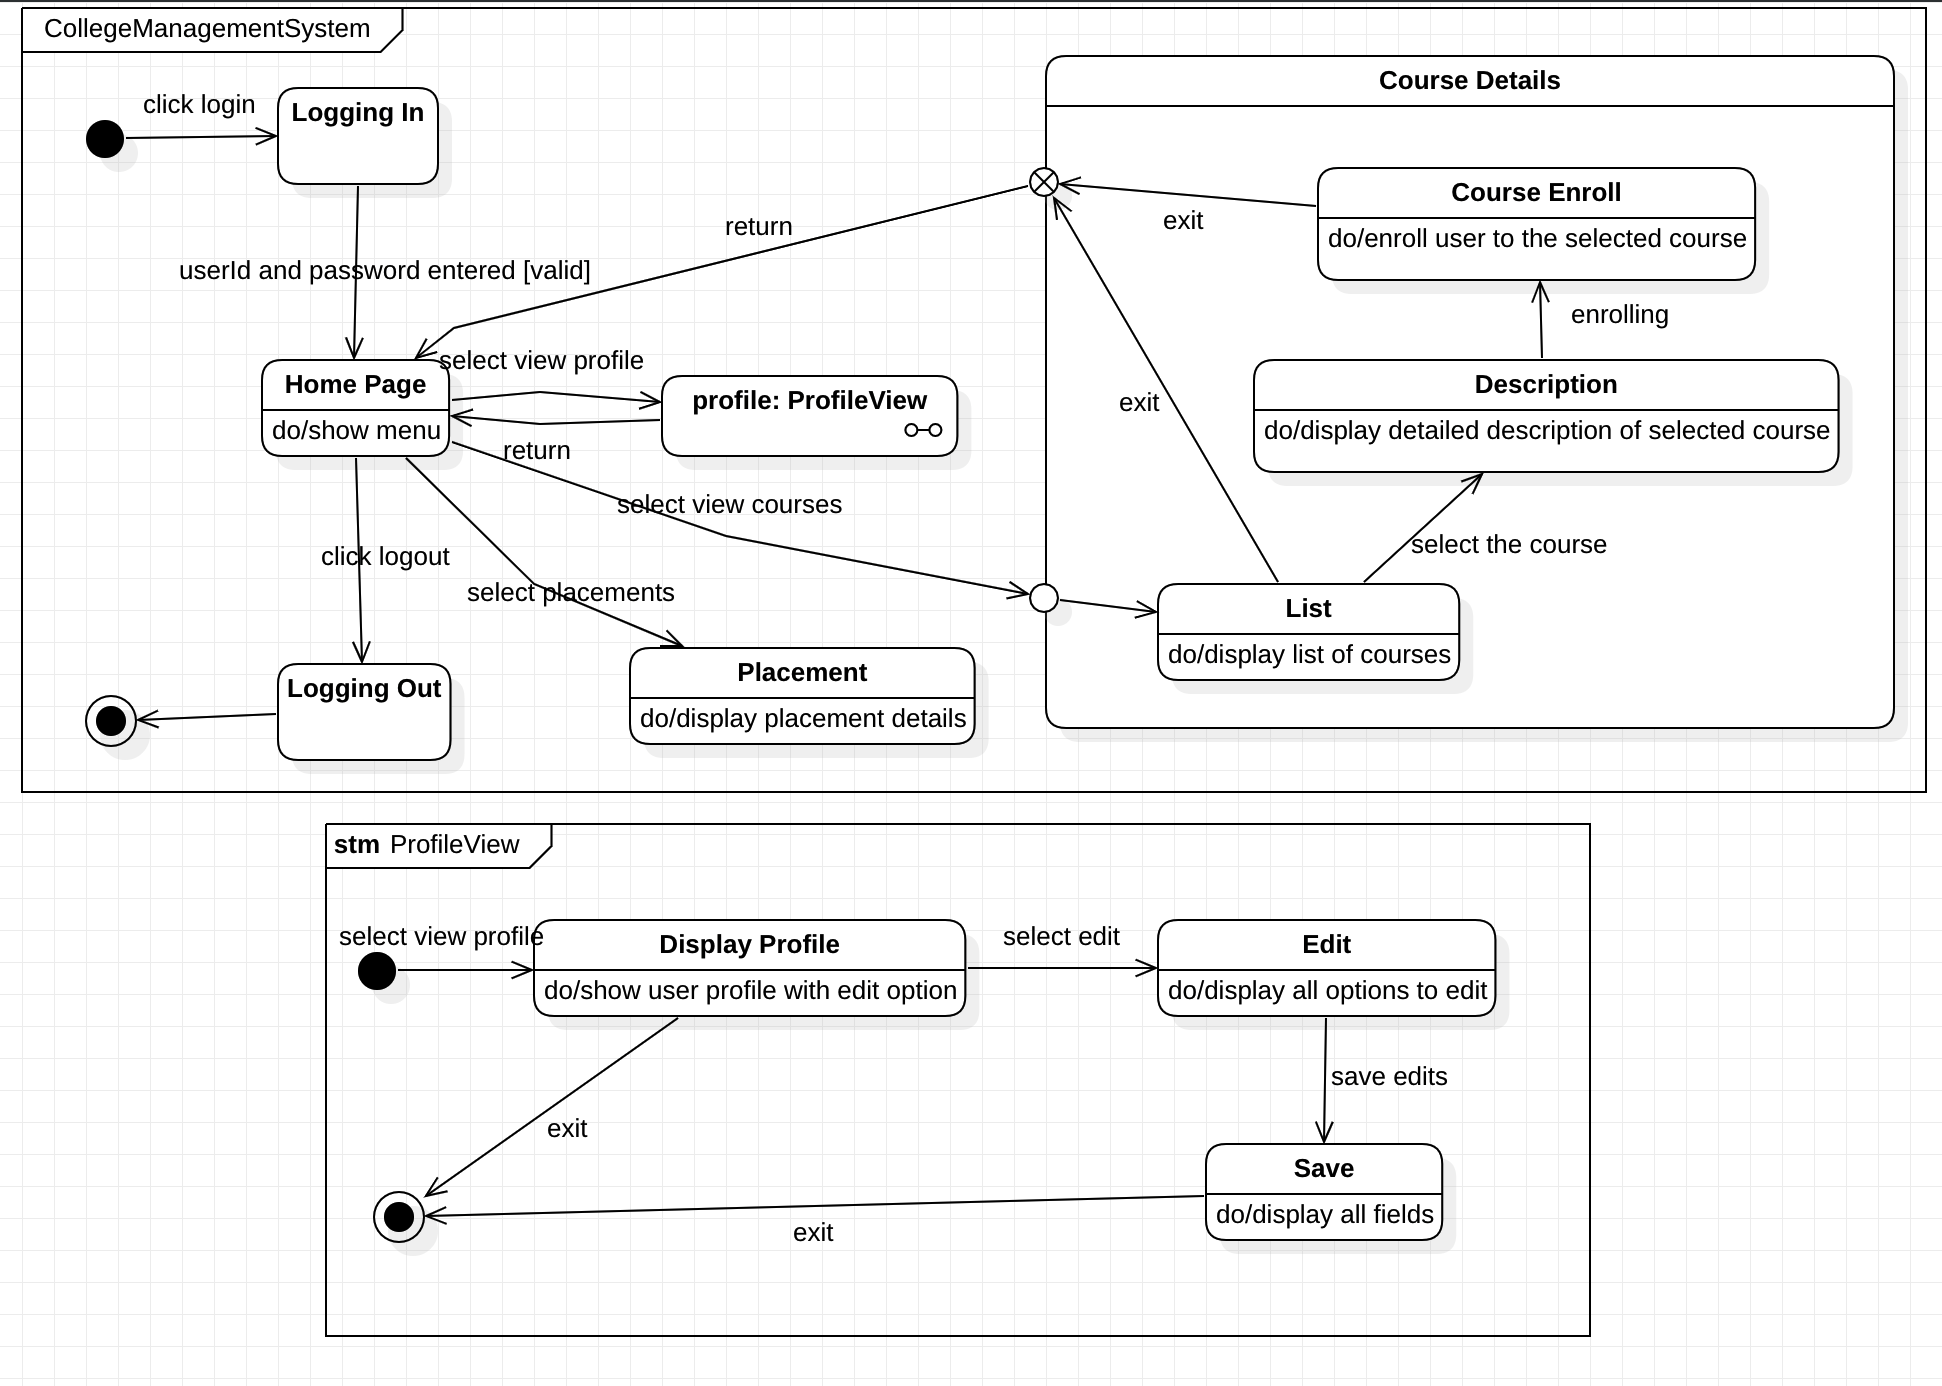 CollegeManagementSystem
Course Details
click login
Logging In
Course Enroll
do/enroll user to the selected course
exit
return
userId and password entered [valid]
enrolling
select view profile
Home Page
do/show menu
profile: ProfileView
return
exit
Description
do/display detailed description of selected course
select view courses
click logout
select the course
select placements
List
do/display list of courses
Logging Out
Placement
do/display placement details
stm ProfileView
select view profile
Display Profile
do/show user profile with edit option
select edit
Edit
do/display all options to edit
save edits
exit
Save
do/display all fields
exit